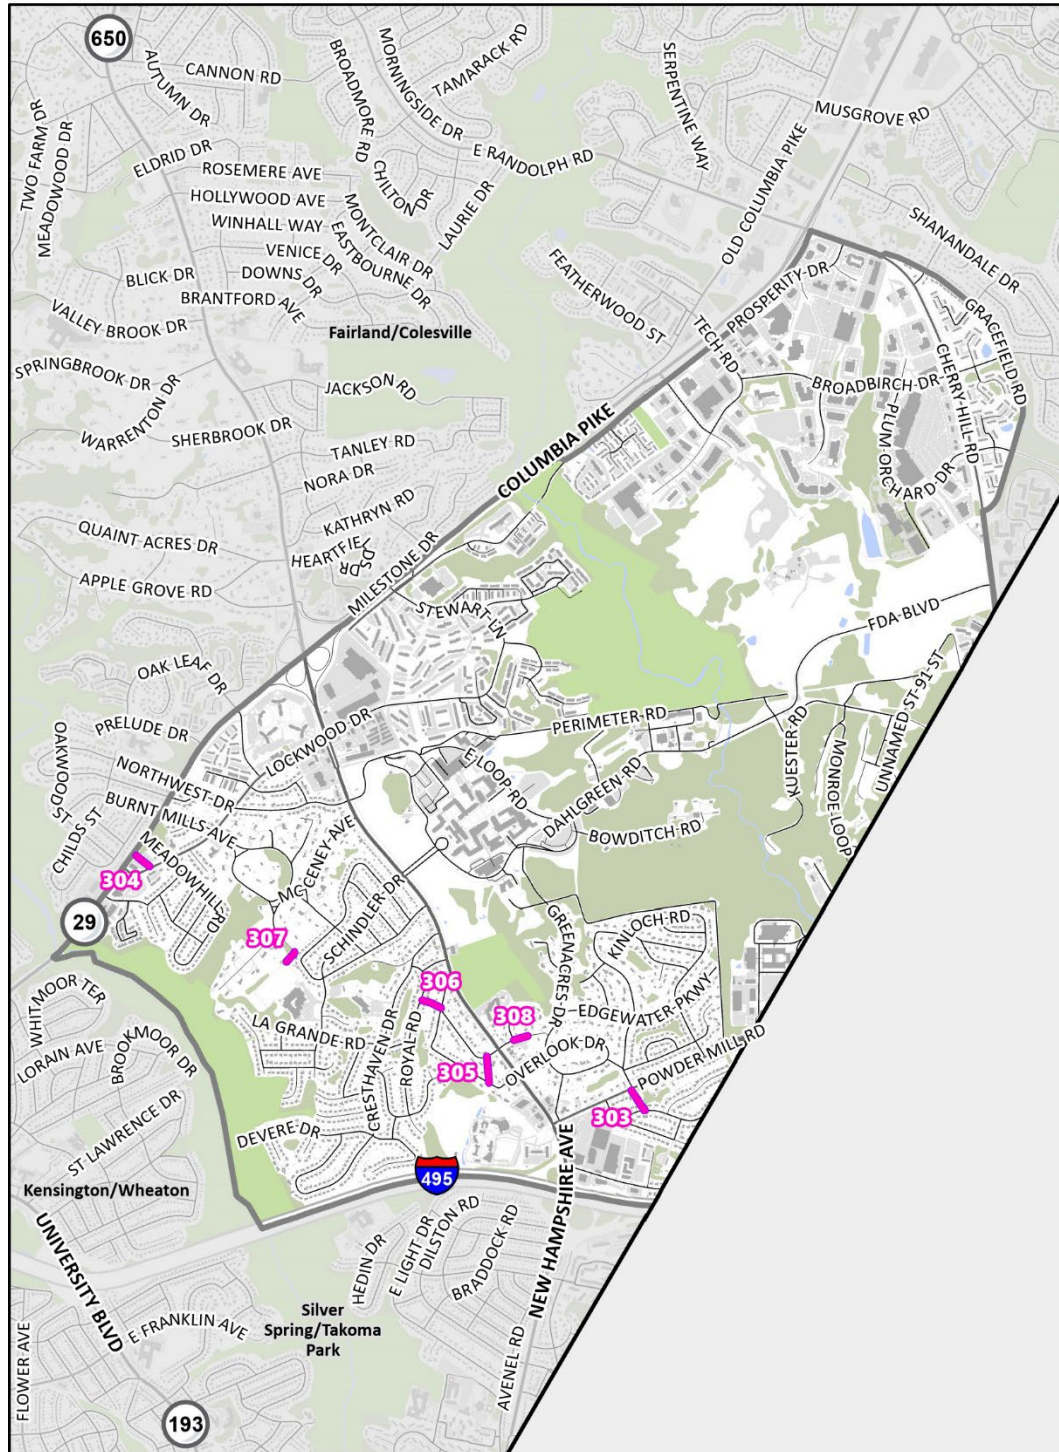 650
CANNON RD
AUTUMN DR
BROADMORE RD
MORNINGSIDE DR
TAMARACK RD
SERPENTINE WAY
MUSGROVE RD
TWO FARM DR
MEADOWOOD DR
ELDRID DR
ROSEMERE AVE
HOLLYWOOD AVE
WINHALL WAY
CHILTON DR
E RANDOLPH RD
LAURIE DR
MONTCLAIR DR
EASTBOURNE DR
OLD COLUMBIA PIKE
SHANANDALE DR
VENICE DR
DOWNS DR
BLICK DR
BRANTFORD AVE
VALLEY BROOK DR
Fairland/Colesville
FEATHERWOOD ST
TECH RD
PROSPERITY DR
GRACEFIELD RD
CHERRY HILL RD
BROADBIRCH DR
PLUM ORCHARD DR
SPRINGBROOK DR
WARRENTON DR
JACKSON RD
SHERBROOK DR
TANLEY RD
NORA DR
COLUMBIA PIKE
KATHRYN RD
HEARTFIELDS DR
QUAINT ACRES DR
APPLE GROVE RD
MILESTONE DR
STEWART LN
FDA BLVD
UNNAMED ST 91 ST
OAK LEAF DR
PRELUDE DR
OAKWOOD ST
LOCKWOOD DR
PERIMETER RD
KUESTER RD
MONROE LOOP
NORTHWEST DR
BURNT MILLS AVE
CHILDS ST
E LOOP RD
DAHLGREEN RD
BOWDITCH RD
MEADOWHILL RD
MCCENEY AVE
304
SCHINDLER DR
29
307
GREENACRES DR
KINLOCH RD
306
308
EDGEWATER PKWY
WHITMOOR TER
LORAIN AVE
BROOKMOOR DR
LA GRANDE RD
CRESTHAVEN DR
ROYAL RD
305
OVERLOOK DR
POWDER MILL RD
303
ST LAWRENCE DR
DEVERE DR
Kensington/Wheaton
495
UNIVERSITY BLVD
HEDIN DR
E LIGHT DR
DILSTON RD
BRADDOCK RD
NEW HAMPSHIRE AVE
E FRANKLIN AVE
FLOWER AVE
Silver
Spring/Takoma
Park
AVENEL RD
193